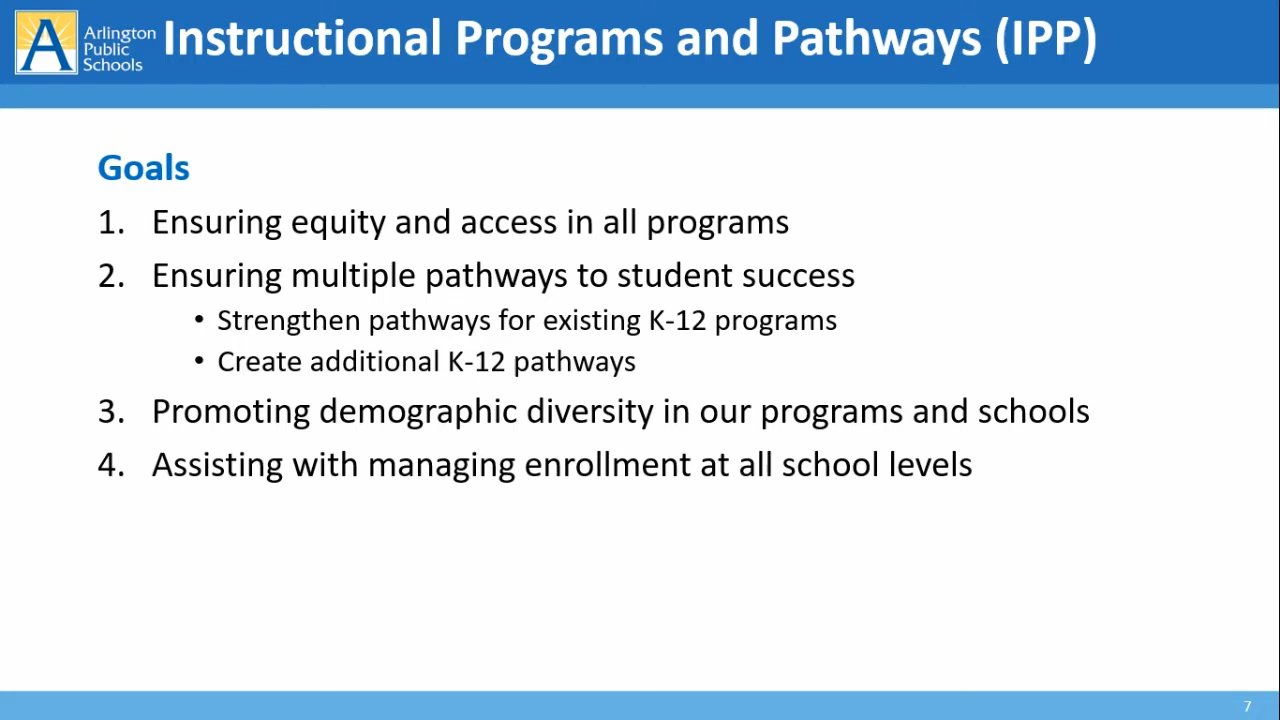 Arlington
Public
Schools
Instructional Programs and Pathways (IPP)
Goals
1. Ensuring equity and access in all programs
2. Ensuring multiple pathways to student success
• Strengthen pathways for existing K-12 programs
• Create additional K-12 pathways
3. Promoting demographic diversity in our programs and schools
4. Assisting with managing enrollment at all school levels
7